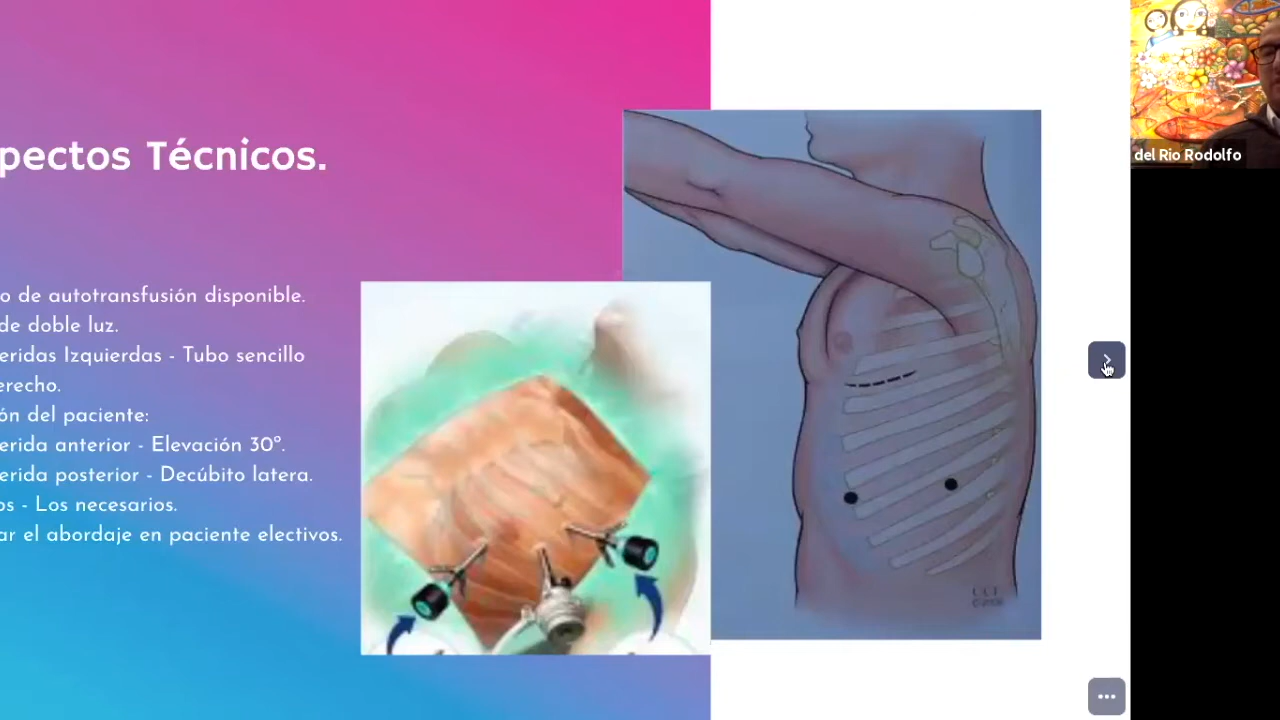 pectos Técnicos.
o de autotransfusión disponible.
de doble luz.
eridas Izquierdas - Tubo sencillo
erecho.
ón del paciente:
erida anterior - Elevación 30º.
erida posterior - Decúbito latera.
os - Los necesarios.
ar el abordaje en paciente electivos.
del Rio Rodolfo